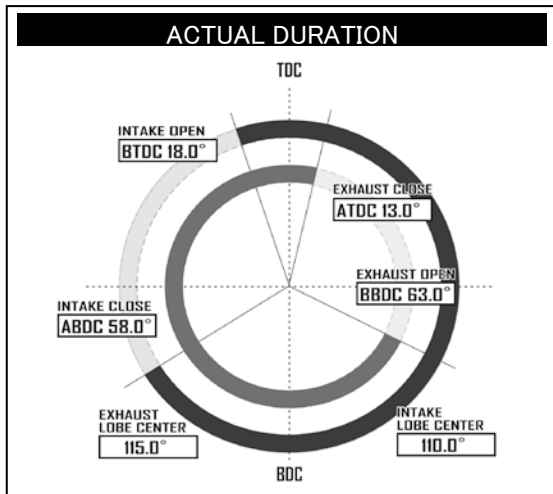 ACTUAL DURATION
TDC
INTAKE OPEN
BTDC 18.0°
EXHAUST CLOSE
ATDC 13.0°
EXHAUST OPEN
BBDC 63.0°
INTAKE CLOSE
ABDC 58.0°
EXHAUST
LOBE CENTER
115.0°
INTAKE
LOBE CENTER
110.0°
BDC